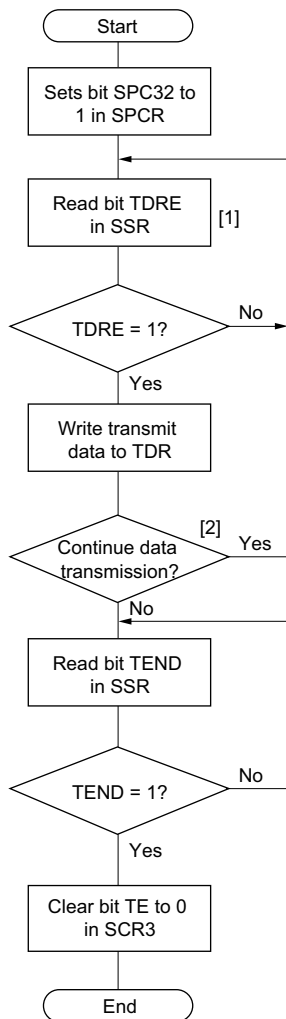 Start
Sets bit SPC32 to
1 in SPCR
Read bit TDRE
in SSR
[1]
TDRE = 1?
No
Yes
Write transmit
data to TDR
[2]
Continue data
transmission?
Yes
No
Read bit TEND
in SSR
TEND = 1?
No
Yes
Clear bit TE to 0
in SCR3
End